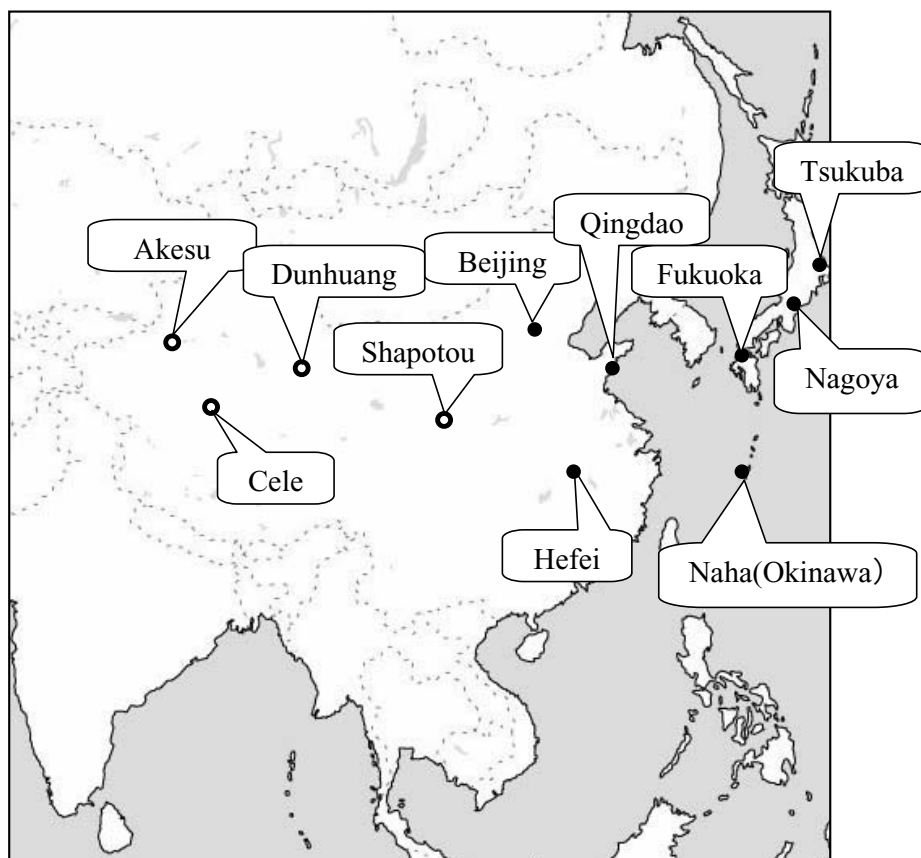 Tsukuba
Qingdao
Akesu
Beijing
Fukuoka
Dunhuang
Shapotou
Nagoya
Cele
Hefei
Naha(Okinawa）